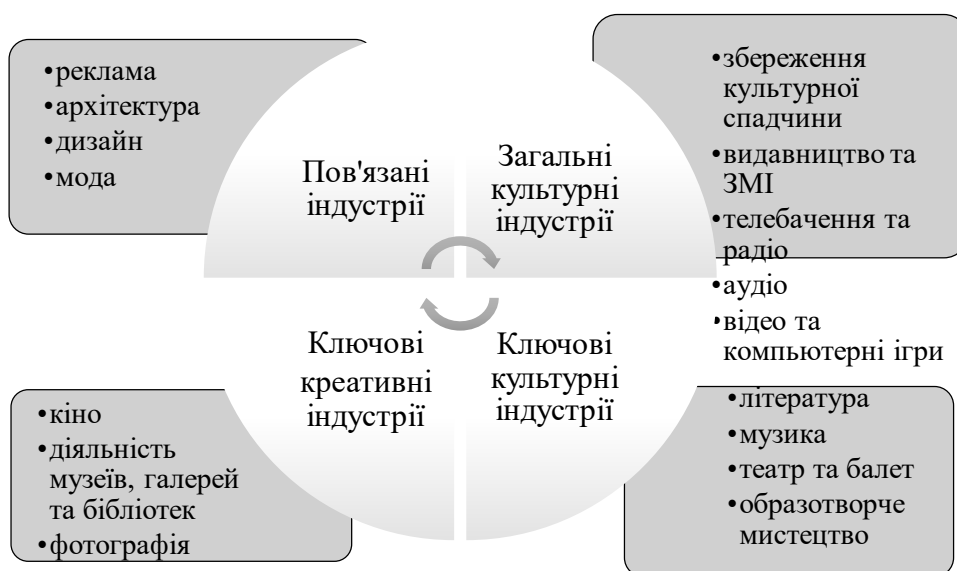 •реклама
•архітектура
•дизайн
•мода
Пов'язані
індустрії
Загальні
культурні
індустрії
•збереження
культурної
спадчини
•видавництво та
ЗМІ
•телебачення та
радіо
•аудіо
•відео та
компьютерні ігри
Ключові
креативні
індустрії
Ключові
культурні
індустрії
•кіно
•діяльність
музеїв, галерей
та бібліотек
•фотографія
•література
•музика
•театр та балет
•образотворче
мистецтво